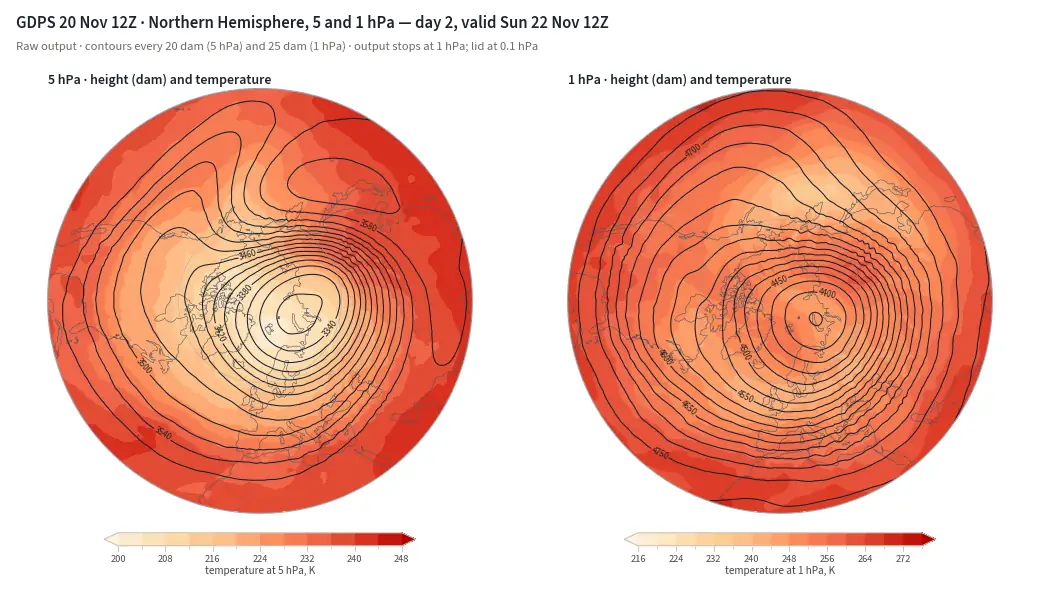 GDPS 20 Nov 12Z · Northern Hemisphere, 5 and 1 hPa — day 2, valid Sun 22 Nov 12Z
Raw output · contours every 20 dam (5 hPa) and 25 dam (1 hPa) · output stops at 1 hPa; lid at 0.1 hPa
5 hPa · height (dam) and temperature
1 hPa · height (dam) and temperature
3580
3460
3380
3420
3340
3500
3540
4700
4450
4400
4500
4600
4550
4650
4750
200 208 216 224 232 240 248
temperature at 5 hPa, K
216 224 232 240 248 256 264 272
temperature at 1 hPa, K